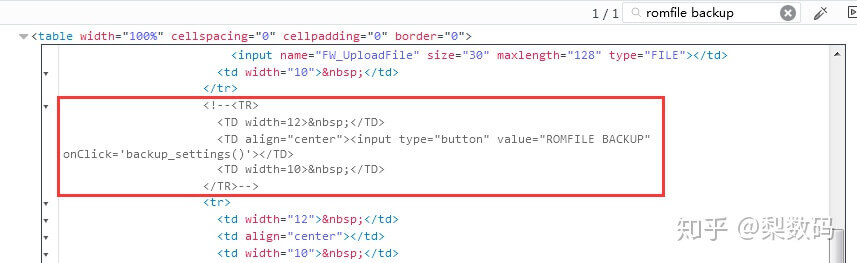 1 / 1 romfile backup
<table width="100%" cellspacing="0" cellpadding="0" border="0">
<input name="FW_UploadFile" size="30" maxlength="128" type="FILE"></td>
<td width="10">&nbsp;</td>
</tr>
<!--<TR>
<TD width=12>&nbsp;</TD>
<TD align="center"><input type="button" value="ROMFILE BACKUP"
onClick='backup_settings()'></TD>
<TD width=10>&nbsp;</TD>
</TR>-->
<tr>
<td width="12">&nbsp;</td>
<td align="center"></td>
<td width="10">&nbsp;</td>
知乎 @梨数码